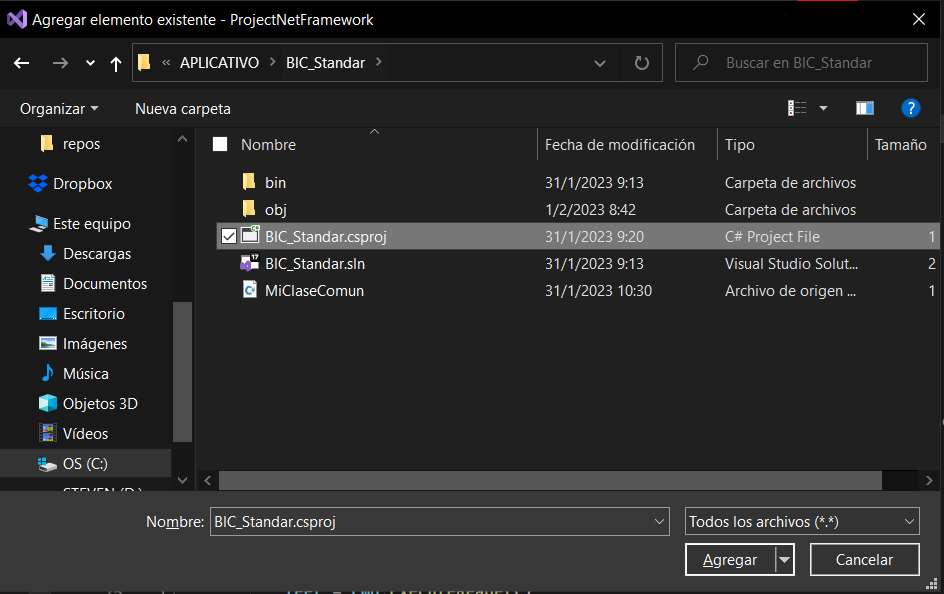 Agregar elemento existente - ProjectNetFramework
« APLICATIVO > BIC_Standar >
Buscar en BIC_Standar
Organizar
Nueva carpeta
?
repos
Dropbox
Este equipo
Descargas
Documentos
Escritorio
Imágenes
Música
Objetos 3D
Vídeos
OS (C:)
STEVEN (D:)
Nombre Fecha de modificación Tipo Tamaño
bin 31/1/2023 9:13 Carpeta de archivos
obj 1/2/2023 8:42 Carpeta de archivos
BIC_Standar.csproj 31/1/2023 9:20 C# Project File 1
BIC_Standar.sln 31/1/2023 9:13 Visual Studio Solut... 2
MiClaseComun 31/1/2023 10:30 Archivo de origen ... 1
Nombre: BIC_Standar.csproj
Todos los archivos (*.*)
Agregar
Cancelar